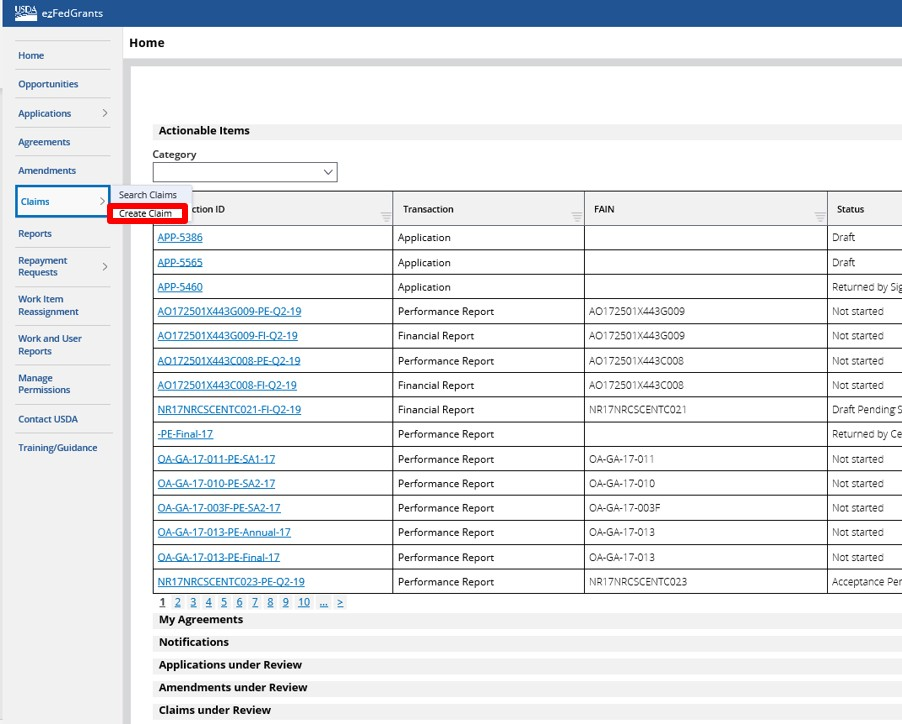 USDA ezFedGrants
Home
Home
Opportunities
Applications
Agreements
Amendments
Claims
Search Claims
Create Claim
Reports
Repayment
Requests
Work Item
Reassignment
Work and User
Reports
Manage
Permissions
Contact USDA
Training/Guidance
Actionable Items
Category
ction ID Transaction FAIN Status
APP-5386 Application Draft
APP-5565 Application Draft
APP-5460 Application Returned by Sig
AO172501X443G009-PE-Q2-19 Performance Report AO172501X443G009 Not started
AO172501X443G009-FI-Q2-19 Financial Report AO172501X443G009 Not started
AO172501X443C008-PE-Q2-19 Performance Report AO172501X443C008 Not started
AO172501X443C008-FI-Q2-19 Financial Report AO172501X443C008 Not started
NR17NRCSCENTC021-FI-Q2-19 Financial Report NR17NRCSCENTC021 Draft Pending S
-PE-Final-17 Performance Report Returned by Ce
OA-GA-17-011-PE-SA1-17 Performance Report OA-GA-17-011 Not started
OA-GA-17-010-PE-SA2-17 Performance Report OA-GA-17-010 Not started
OA-GA-17-003F-PE-SA2-17 Performance Report OA-GA-17-003F Not started
OA-GA-17-013-PE-Annual-17 Performance Report OA-GA-17-013 Not started
OA-GA-17-013-PE-Final-17 Performance Report OA-GA-17-013 Not started
NR17NRCSCENTC023-PE-Q2-19 Performance Report NR17NRCSCENTC023 Acceptance Per
1 2 3 4 5 6 7 8 9 10 ... >
My Agreements
Notifications
Applications under Review
Amendments under Review
Claims under Review